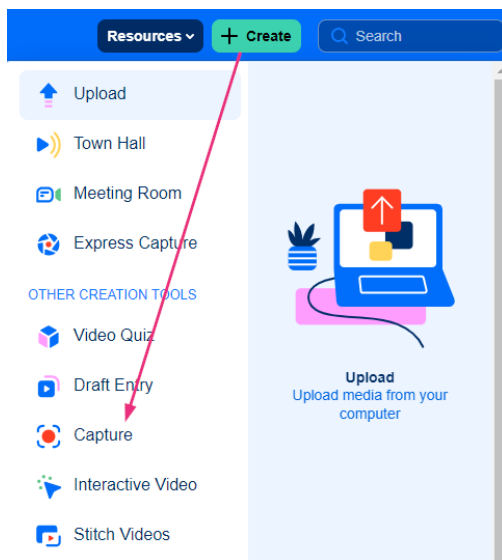 Resources
+ Create
Search
Upload
Town Hall
Meeting Room
Express Capture
OTHER CREATION TOOLS
Video Quiz
Draft Entry
Capture
Interactive Video
Stitch Videos
Upload
Upload media from your
computer